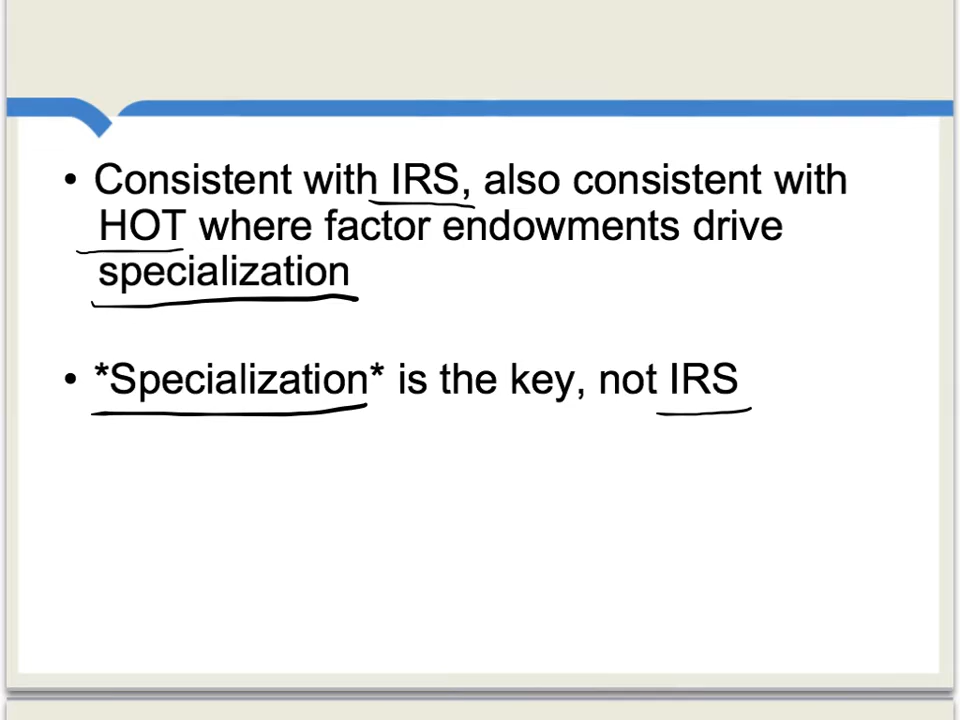 • Consistent with IRS, also consistent with
HOT where factor endowments drive
specialization
• *Specialization* is the key, not IRS